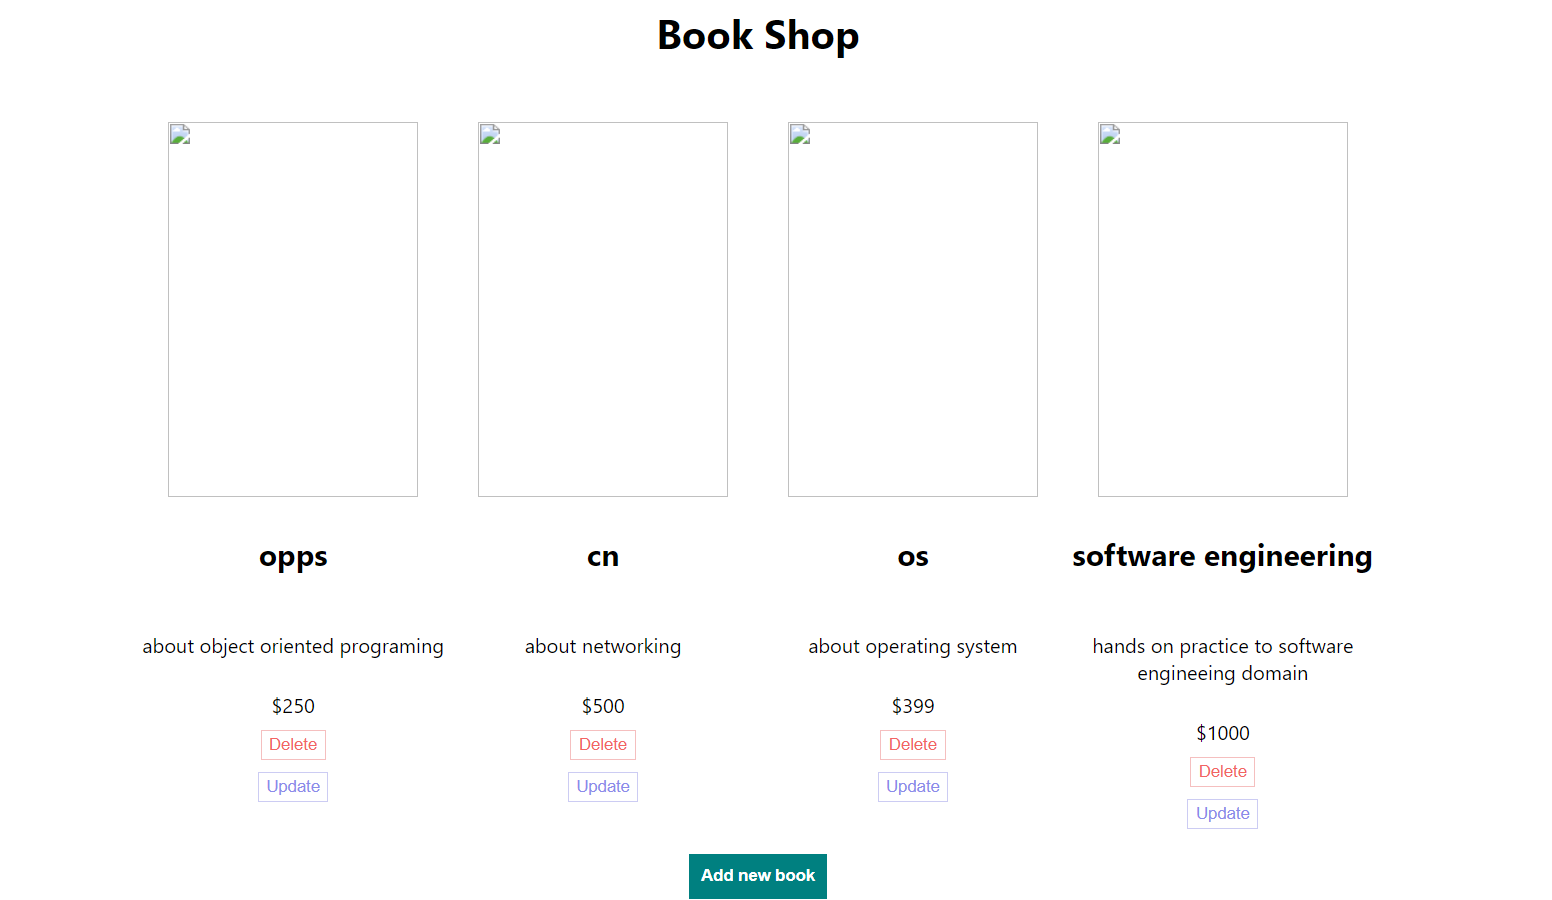 Book Shop
opps
about object oriented programing
$250
Delete
Update
cn
about networking
$500
Delete
Update
os
about operating system
$399
Delete
Update
software engineering
hands on practice to software
engineeing domain
$1000
Delete
Update
Add new book